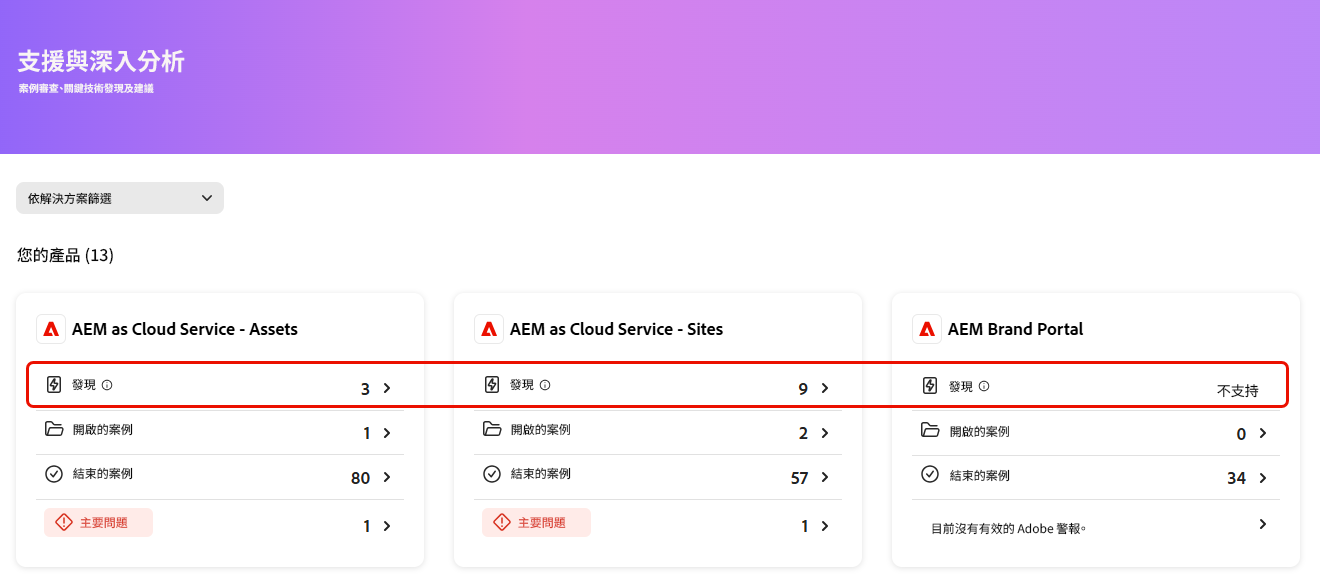 支援與深入分析
案例審查、關鍵技術發現及建議
依解決方案篩選
您的產品 (13)
AEM as Cloud Service - Assets
發現
3
開啟的案例
1
結束的案例
80
主要問題
1
AEM as Cloud Service - Sites
發現
9
開啟的案例
2
結束的案例
57
主要問題
1
AEM Brand Portal
發現
不支持
開啟的案例
0
結束的案例
34
目前沒有有效的 Adobe 警報。